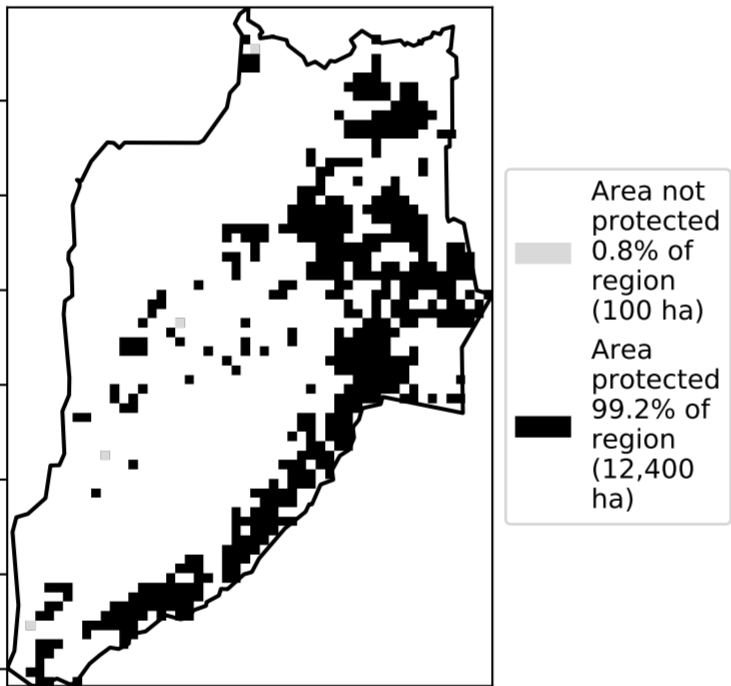 Area not
protected
0.8% of
region
(100 ha)
Area
protected
99.2% of
region
(12,400
ha)